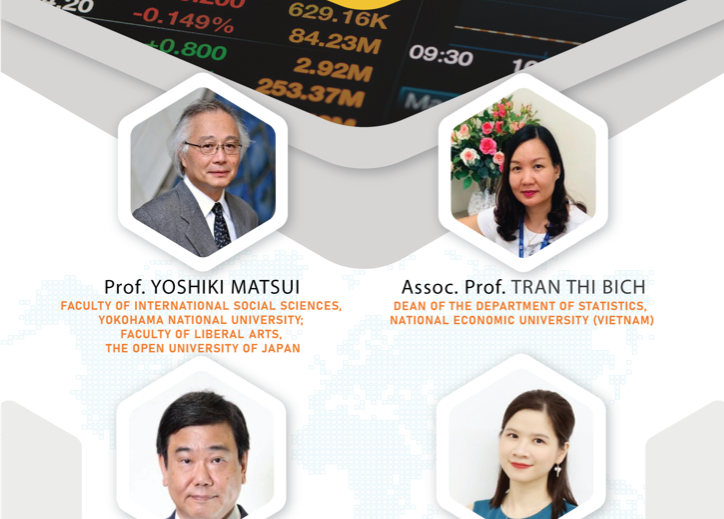 -0.149%
+0.800
629.16K
84.23M
2.92M
253.37M
09:30
Prof. YOSHIKI MATSUI
FACULTY OF INTERNATIONAL SOCIAL SCIENCES,
YOKOHAMA NATIONAL UNIVERSITY;
FACULTY OF LIBERAL ARTS,
THE OPEN UNIVERSITY OF JAPAN
Assoc. Prof. TRAN THI BICH
DEAN OF THE DEPARTMENT OF STATISTICS,
NATIONAL ECONOMIC UNIVERSITY (VIETNAM)